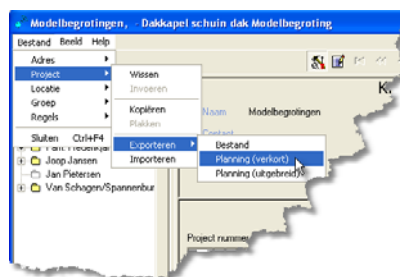 Modelbegrotingen, - Dakkapel schuin dak Modelbegroting
Bestand Beeld Help
Adres
Project
Locatie
Groep
Regels
Sluiten Ctrl+F4
Wissen
Invoeren
Kopiëren
Plakken
Exporteren
Importeren
Bestand
Planning (verkort)
Planning (uitgebreid)
K.
Naam Modelbegrotingen
Contact
Joop Jansen
Jan Pietersen
Van Schagen/Spannenbur
Project nummer